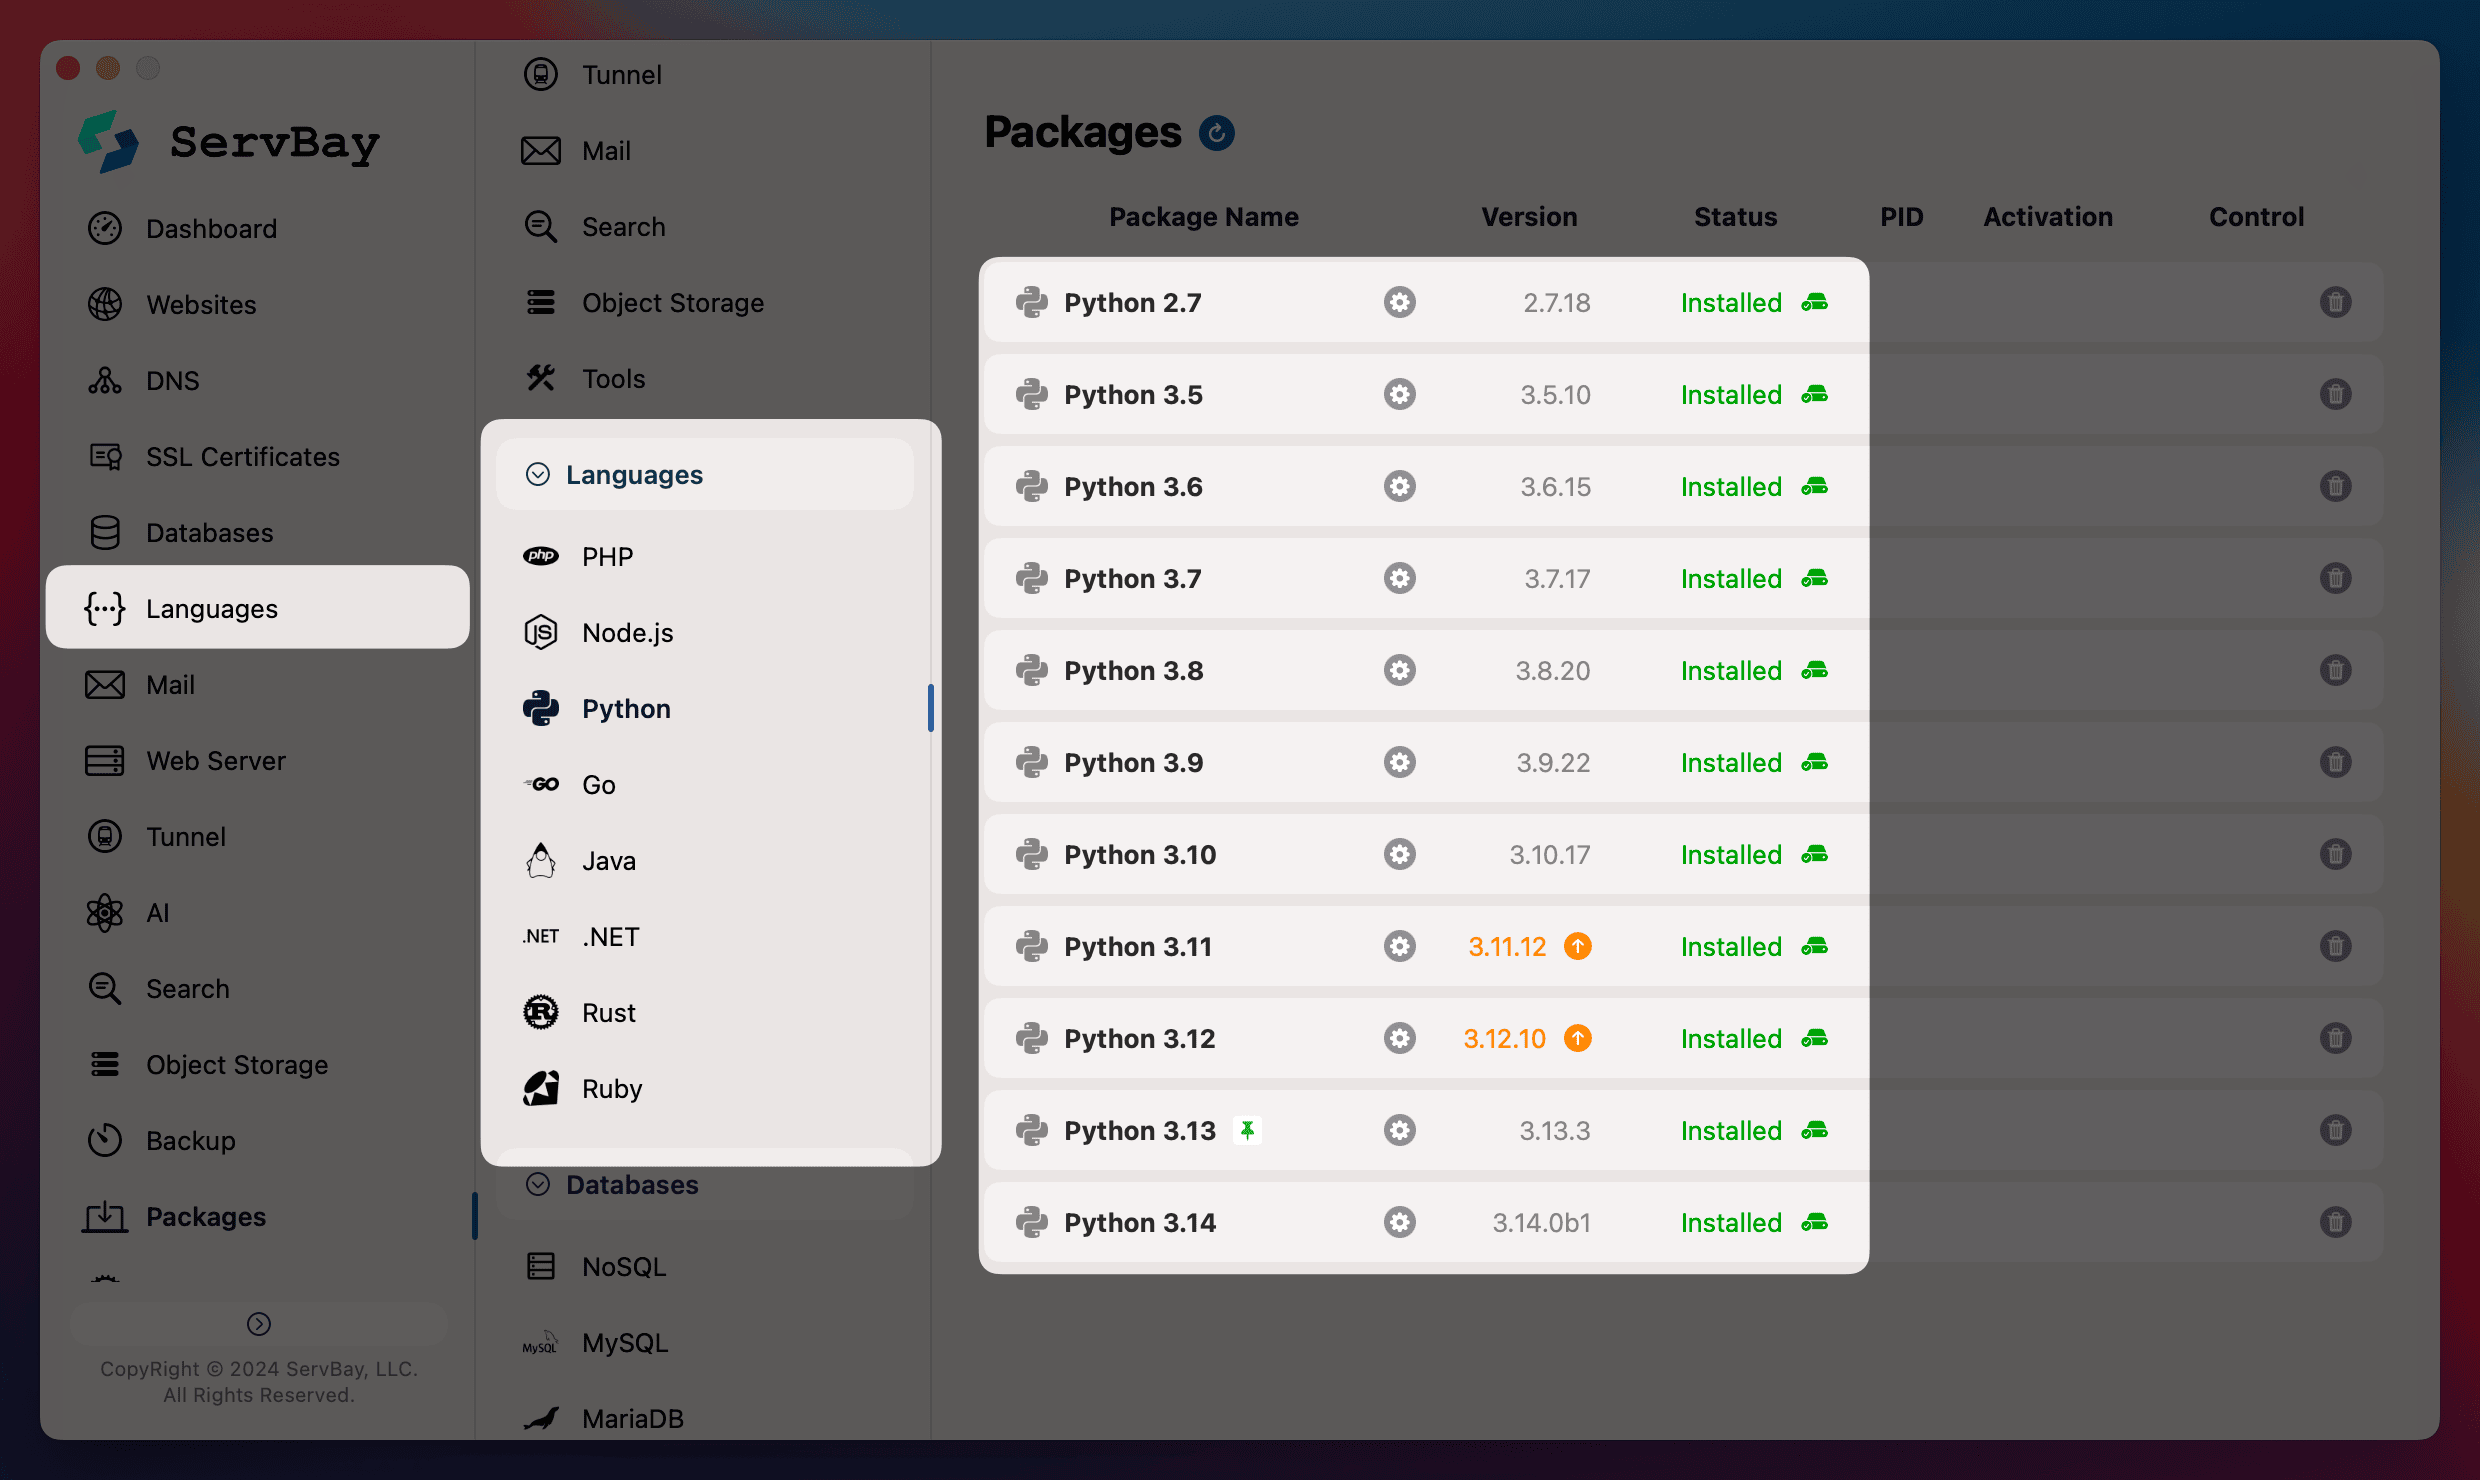 ServBay
Dashboard
Websites
DNS
SSL Certificates
Databases
Languages
Mail
Web Server
Tunnel
AI
Search
Object Storage
Backup
Packages
CopyRight © 2024 ServBay, LLC.
All Rights Reserved.
Tunnel
Mail
Search
Object Storage
Tools
Languages
php PHP
JS Node.js
Python
GO Go
Java
.NET .NET
R Rust
Ruby
Databases
NoSQL
MySQL MySQL
MariaDB
Packages
Package Name Version Status PID Activation Control
Python 2.7 2.7.18 Installed
Python 3.5 3.5.10 Installed
Python 3.6 3.6.15 Installed
Python 3.7 3.7.17 Installed
Python 3.8 3.8.20 Installed
Python 3.9 3.9.22 Installed
Python 3.10 3.10.17 Installed
Python 3.11 3.11.12 Installed
Python 3.12 3.12.10 Installed
Python 3.13 3.13.3 Installed
Python 3.14 3.14.0b1 Installed